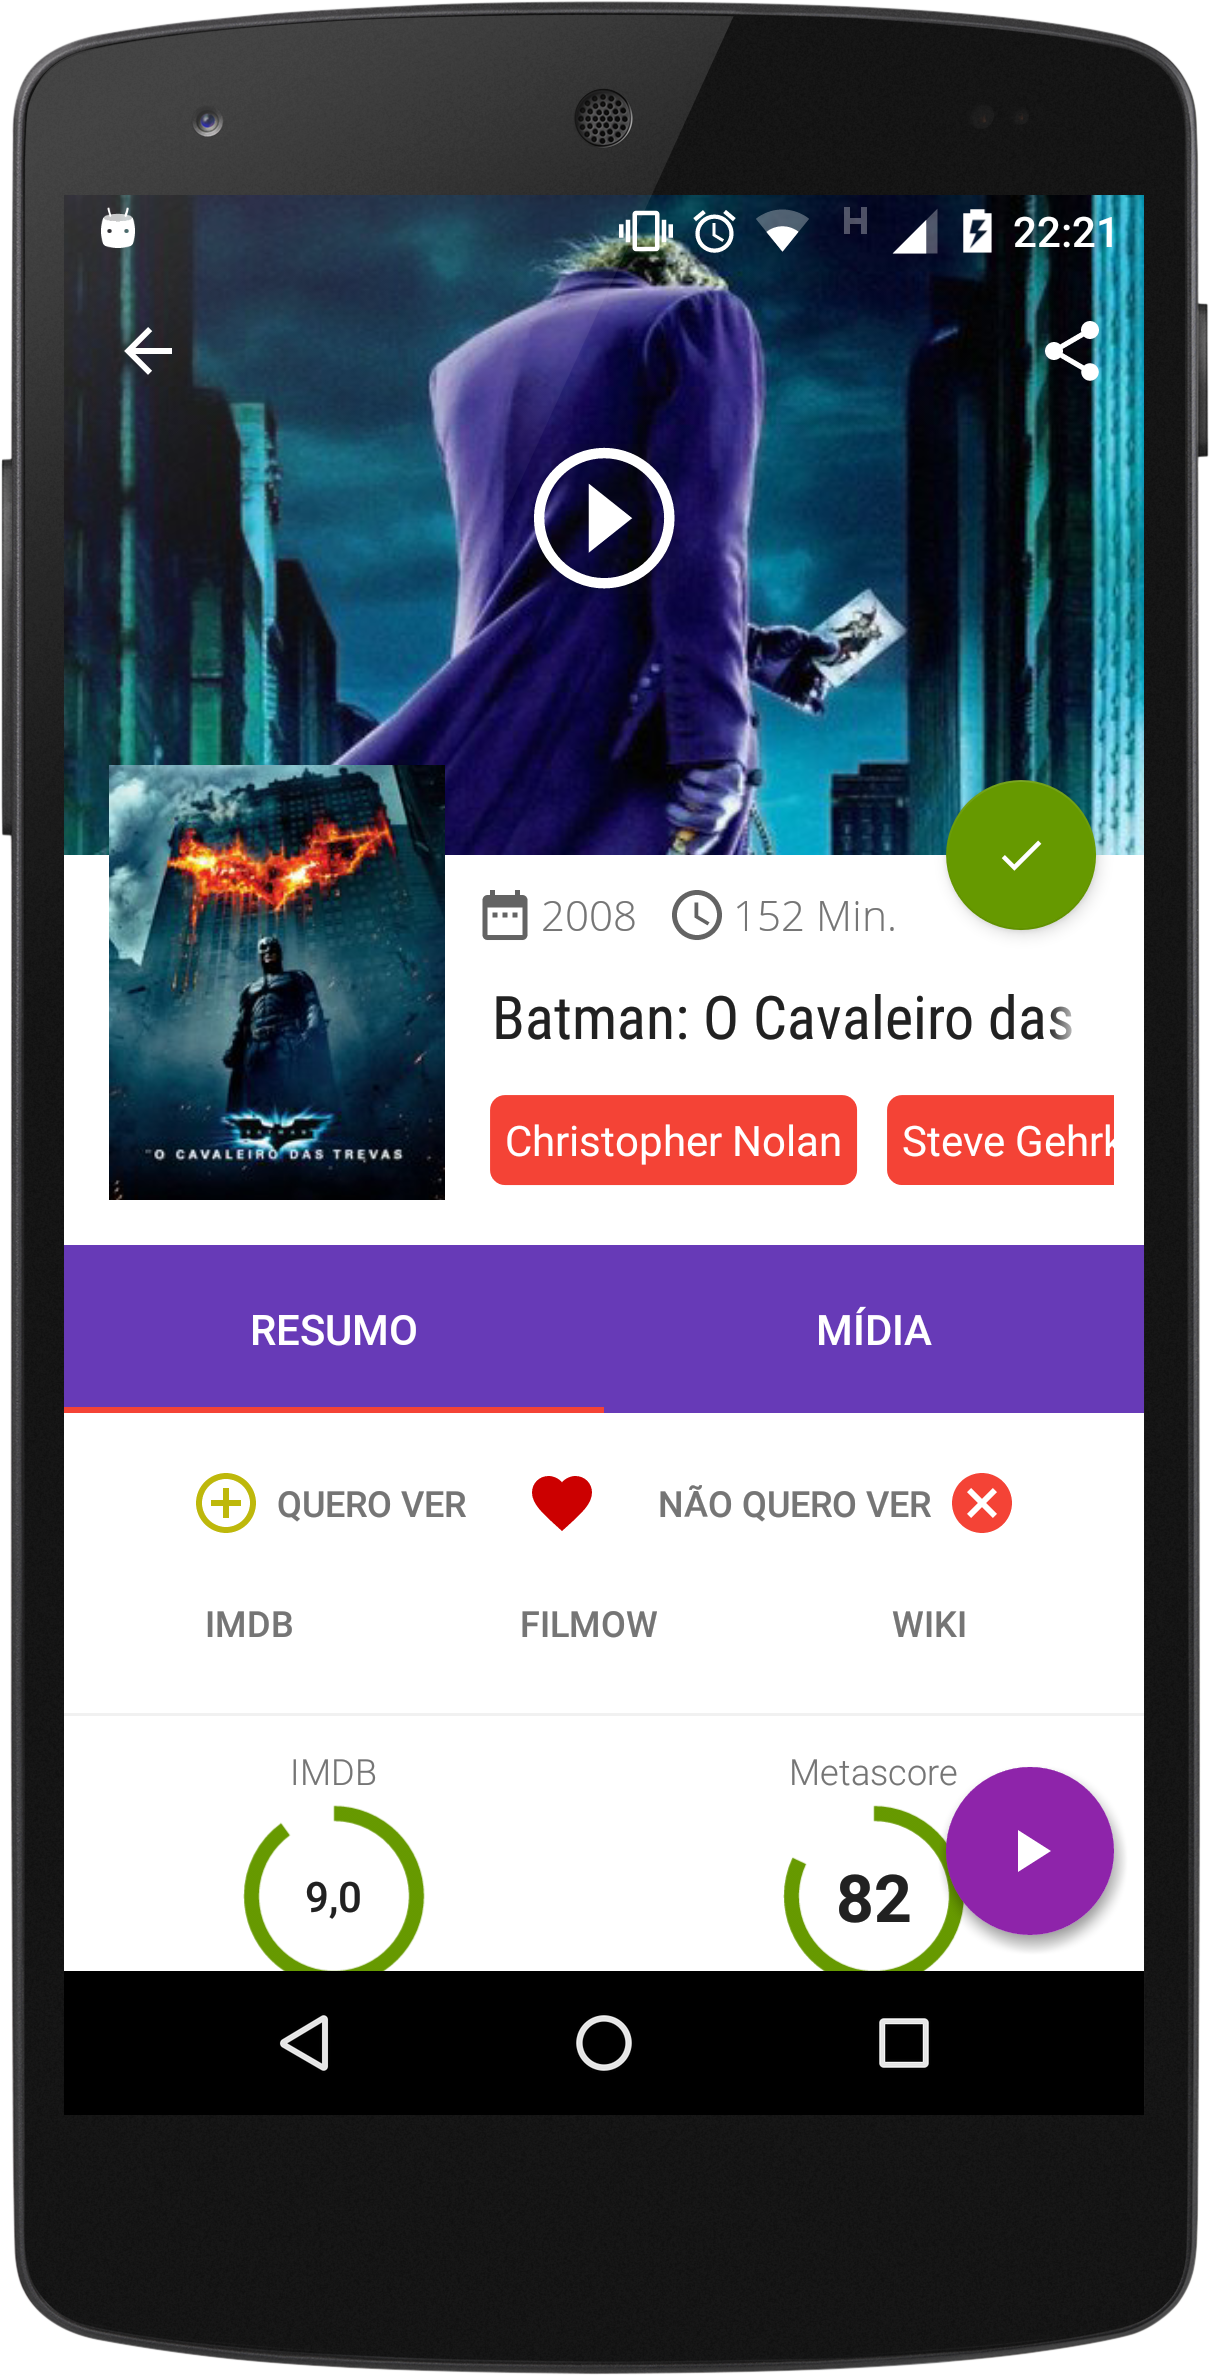 H 22:21
2008 152 Min.
Batman: O Cavaleiro das
BATMAN
O CAVALEIRO DAS TREVAS
Christopher Nolan Steve Gehrk
RESUMO MÍDIA
QUERO VER NÃO QUERO VER
IMDB FILMOW WIKI
IMDB Metascore
9,0 82